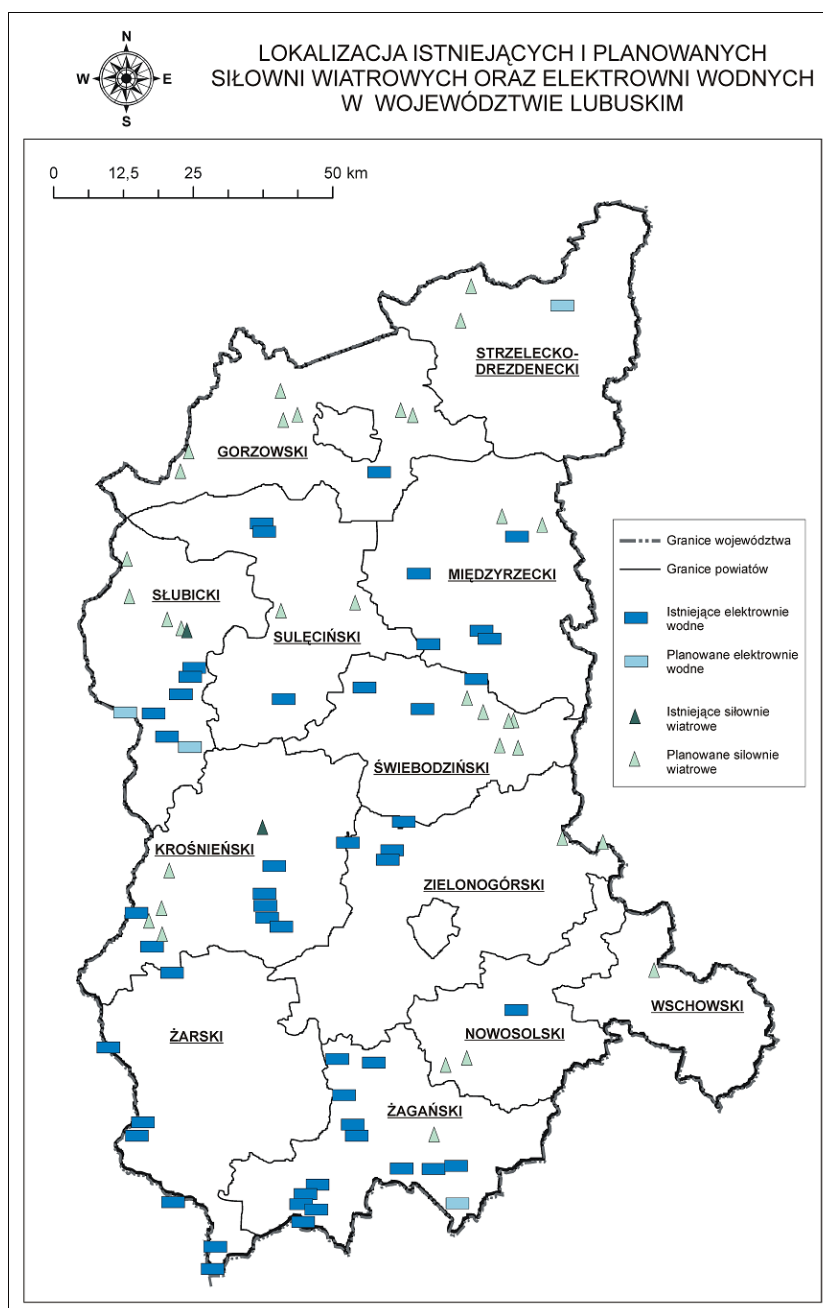 N
W E
S
LOKALIZACJA ISTNIEJĄCYCH I PLANOWANYCH
SIŁOWNI WIATROWYCH ORAZ ELEKTROWNI WODNYCH
W WOJEWÓDZTWIE LUBUSKIM
0 12,5 25 50 km
STRZELECKO-
DREZDENECKI
GORZOWSKI
MIĘDZYRZECKI
SŁUBICKI
SULĘCIŃSKI
ŚWIEBODZIŃSKI
KROŚNIEŃSKI
ZIELONOGÓRSKI
WSCHOWSKI
NOWOSOLSKI
ŻARSKI
ŻAGAŃSKI
Granice województwa
Granice powiatów
Istniejące elektrownie
wodne
Planowane elektrownie
wodne
Istniejące siłownie
wiatrowe
Planowane silownie
wiatrowe